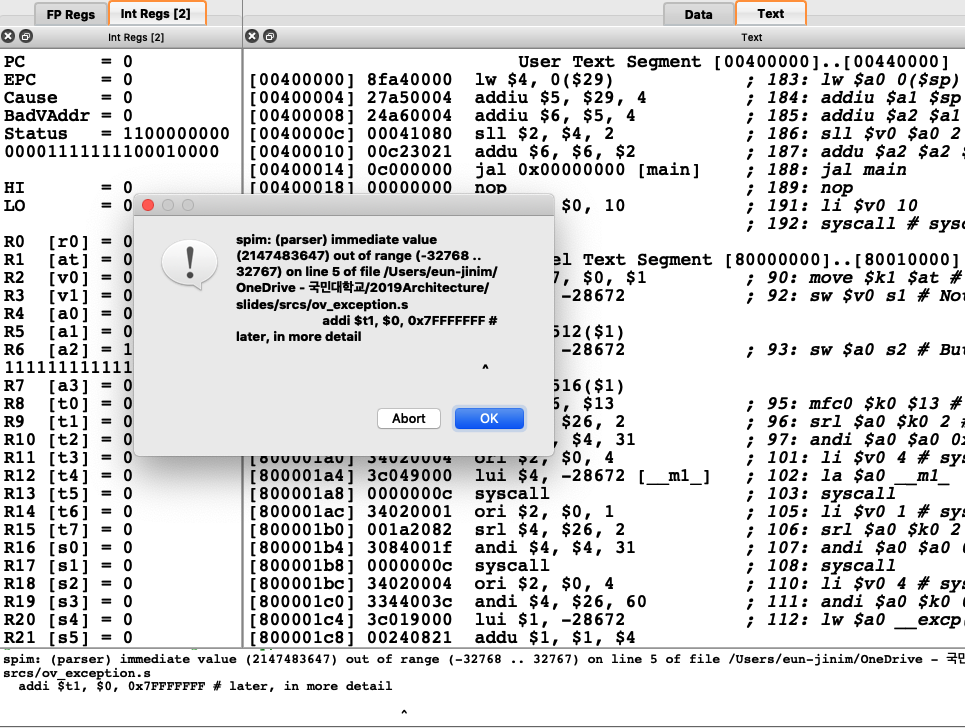 FP Regs
Int Regs [2]
Data
Text
Int Regs [2]
Text
PC = 0
EPC = 0
Cause = 0
BadVAddr = 0
Status = 1100000000
0000111111100010000
HI = 0
LO = 0
R0 [r0] = 0
R1 [at] = 0
R2 [v0] = 0
R3 [v1] = 0
R4 [a0] = 0
R5 [a1] = 0
R6 [a2] = 1
1111111111111
R7 [a3] = 0
R8 [t0] = 0
R9 [t1] = 0
R10 [t2] = 0
R11 [t3] = 0
R12 [t4] = 0
R13 [t5] = 0
R14 [t6] = 0
R15 [t7] = 0
R16 [s0] = 0
R17 [s1] = 0
R18 [s2] = 0
R19 [s3] = 0
R20 [s4] = 0
R21 [s5] = 0
User Text Segment [00400000]..[00440000]
[00400000] 8fa40000 lw $4, 0($29) ; 183: lw $a0 0($sp)
[00400004] 27a50004 addiu $5, $29, 4 ; 184: addiu $a1 $sp
[00400008] 24a60004 addiu $6, $5, 4 ; 185: addiu $a2 $a1
[0040000c] 00041080 sll $2, $4, 2 ; 186: sll $v0 $a0 2
[00400010] 00c23021 addu $6, $6, $2 ; 187: addu $a2 $a2 $
[00400014] 0c000000 jal 0x00000000 [main] ; 188: jal main
[00400018] 00000000 nop ; 189: nop
$0, 10 ; 191: li $v0 10
; 192: syscall # sysc
el Text Segment [80000000]..[80010000]
7, $0, $1 ; 90: move $k1 $at #
-28672 ; 92: sw $v0 s1 # Not
512($1)
-28672 ; 93: sw $a0 s2 # But
516($1)
6, $13 ; 95: mfc0 $k0 $13 #
$26, 2 ; 96: srl $a0 $k0 2 #
$4, 31 ; 97: andi $a0 $a0 0x
[800001a0] 34020004 ori $2, $0, 4 ; 101: li $v0 4 # sys
[800001a4] 3c049000 lui $4, -28672 [__m1_] ; 102: la $a0 __m1_
[800001a8] 0000000c syscall ; 103: syscall
[800001ac] 34020001 ori $2, $0, 1 ; 105: li $v0 1 # sys
[800001b0] 001a2082 srl $4, $26, 2 ; 106: srl $a0 $k0 2
[800001b4] 3084001f andi $4, $4, 31 ; 107: andi $a0 $a0 0
[800001b8] 0000000c syscall ; 108: syscall
[800001bc] 34020004 ori $2, $0, 4 ; 110: li $v0 4 # sys
[800001c0] 3344003c andi $4, $26, 60 ; 111: andi $a0 $k0 0
[800001c4] 3c019000 lui $1, -28672 ; 112: lw $a0 __excp(
[800001c8] 00240821 addu $1, $1, $4
spim: (parser) immediate value
(2147483647) out of range (-32768 ..
32767) on line 5 of file /Users/eun-jinim/
OneDrive - 국민대학교/2019Architecture/
slides/srcs/ov_exception.s
addi $t1, $0, 0x7FFFFFFF #
later, in more detail
^
Abort
OK
spim: (parser) immediate value (2147483647) out of range (-32768 .. 32767) on line 5 of file /Users/eun-jinim/OneDrive - 국민
srcs/ov_exception.s
addi $t1, $0, 0x7FFFFFFF # later, in more detail
^